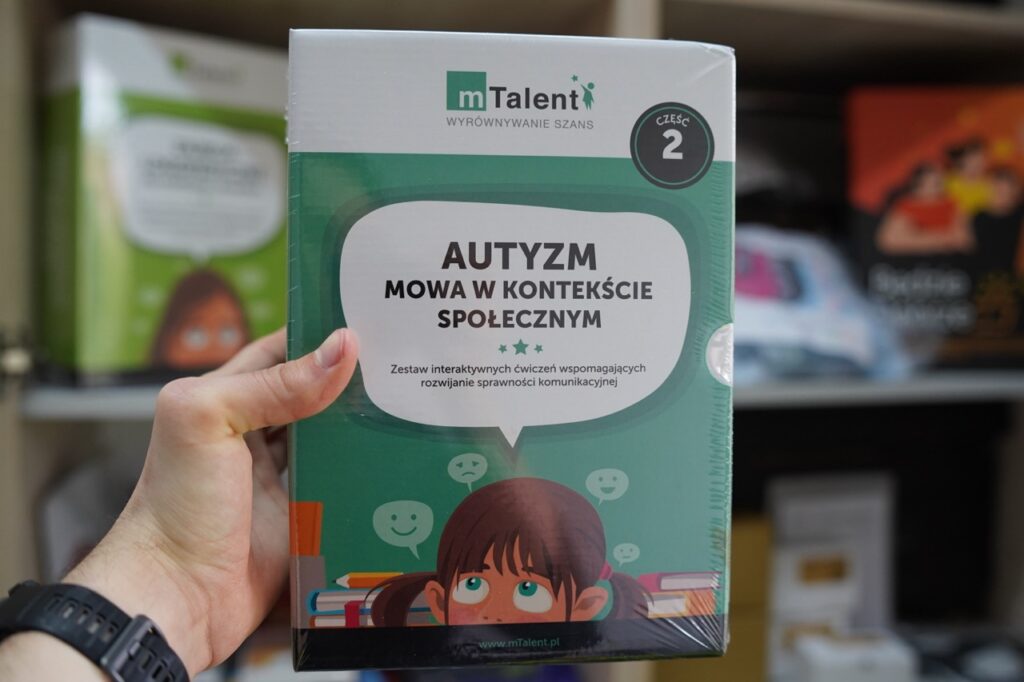 mTalent
WYRÓWNYWANIE SZANS
CZĘŚĆ
2
AUTYZM
MOWA W KONTEKŚCIE
SPOŁECZNYM
Zestaw interaktywnych ćwiczeń wspomagających
rozwijanie sprawności komunikacyjnej
www.mTalent.pl